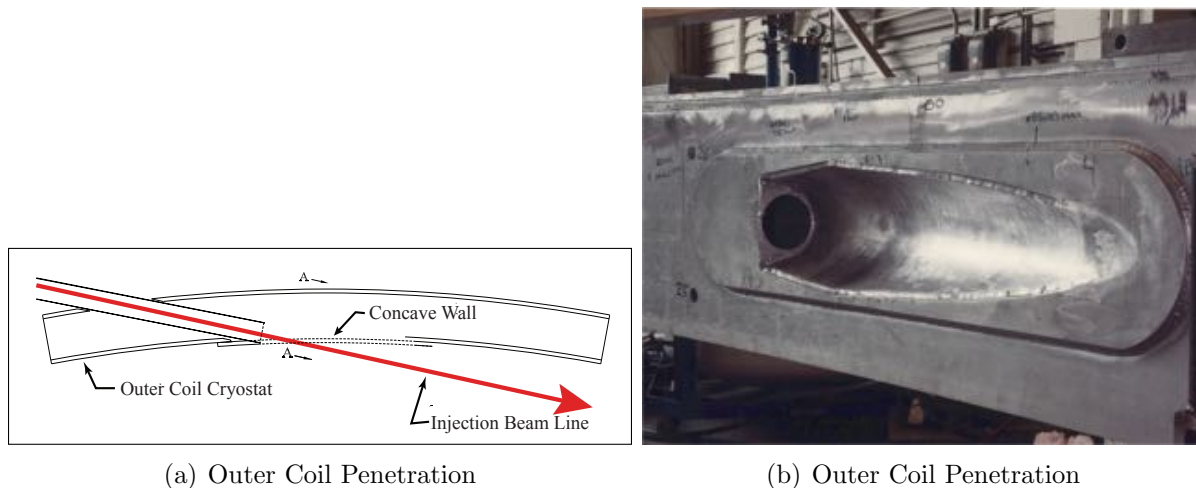 A
Concave Wall
A
Outer Coil Cryostat
Injection Beam Line
(a) Outer Coil Penetration
(b) Outer Coil Penetration